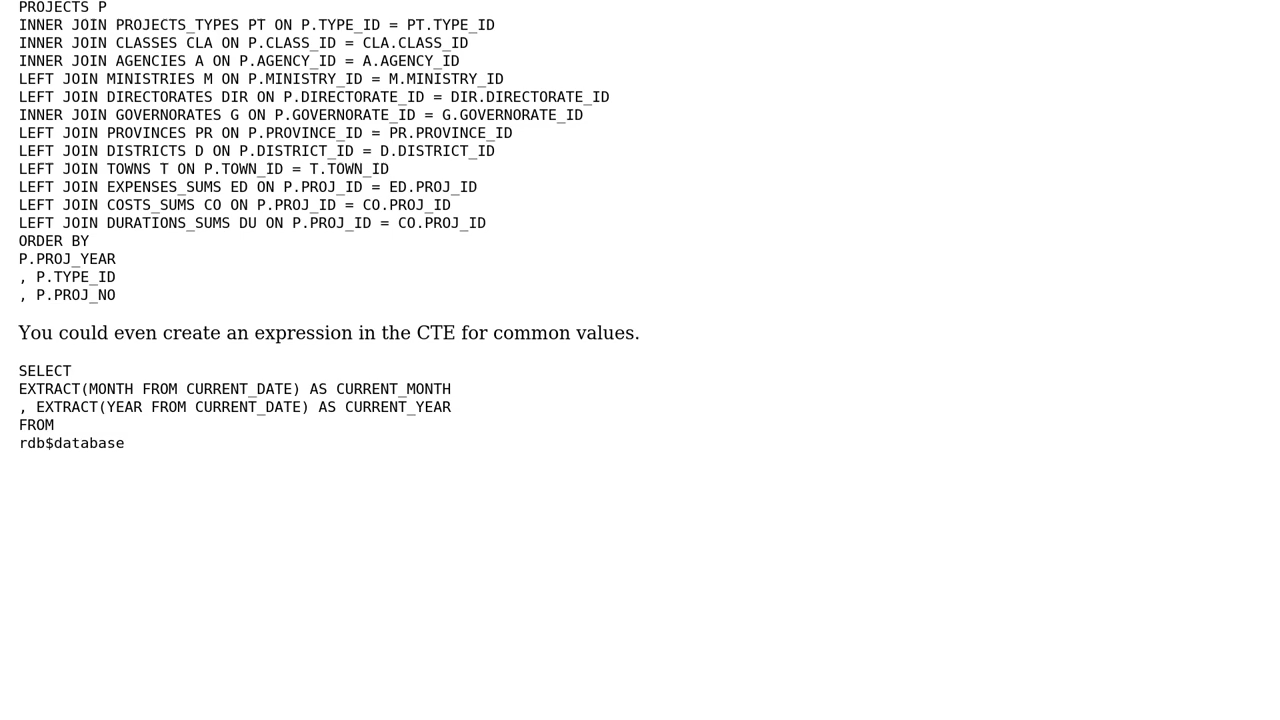 PROJECTS P
INNER JOIN PROJECTS_TYPES PT ON P.TYPE_ID = PT.TYPE_ID
INNER JOIN CLASSES CLA ON P.CLASS_ID = CLA.CLASS_ID
INNER JOIN AGENCIES A ON P.AGENCY_ID = A.AGENCY_ID
LEFT JOIN MINISTRIES M ON P.MINISTRY_ID = M.MINISTRY_ID
LEFT JOIN DIRECTORATES DIR ON P.DIRECTORATE_ID = DIR.DIRECTORATE_ID
INNER JOIN GOVERNORATES G ON P.GOVERNORATE_ID = G.GOVERNORATE_ID
LEFT JOIN PROVINCES PR ON P.PROVINCE_ID = PR.PROVINCE_ID
LEFT JOIN DISTRICTS D ON P.DISTRICT_ID = D.DISTRICT_ID
LEFT JOIN TOWNS T ON P.TOWN_ID = T.TOWN_ID
LEFT JOIN EXPENSES_SUMS ED ON P.PROJ_ID = ED.PROJ_ID
LEFT JOIN COSTS_SUMS CO ON P.PROJ_ID = CO.PROJ_ID
LEFT JOIN DURATIONS_SUMS DU ON P.PROJ_ID = CO.PROJ_ID
ORDER BY
P.PROJ_YEAR
, P.TYPE_ID
, P.PROJ_NO
You could even create an expression in the CTE for common values.
SELECT
EXTRACT(MONTH FROM CURRENT_DATE) AS CURRENT_MONTH
, EXTRACT(YEAR FROM CURRENT_DATE) AS CURRENT_YEAR
FROM
rdb$database